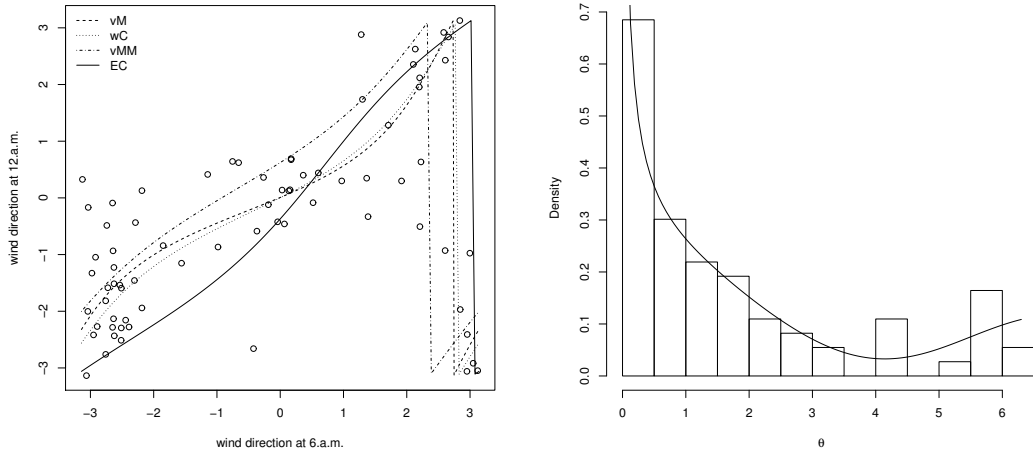 vM
wC
vMM
EC
wind direction at 12.a.m.
3
2
1
0
−1
−2
−3
−3 −2 −1 0 1 2 3
wind direction at 6.a.m.
Density
0.7
0.6
0.5
0.4
0.3
0.2
0.1
0.0
0 1 2 3 4 5 6
θ